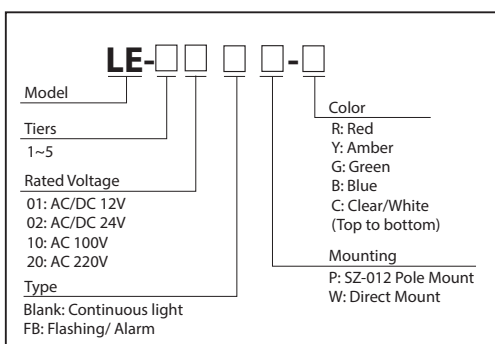 LE-□□ □ □-□
Model
Tiers
1~5
Rated Voltage
01: AC/DC 12V
02: AC/DC 24V
10: AC 100V
20: AC 220V
Type
Blank: Continuous light
FB: Flashing/ Alarm
Color
R: Red
Y: Amber
G: Green
B: Blue
C: Clear/White
(Top to bottom)
Mounting
P: SZ-012 Pole Mount
W: Direct Mount